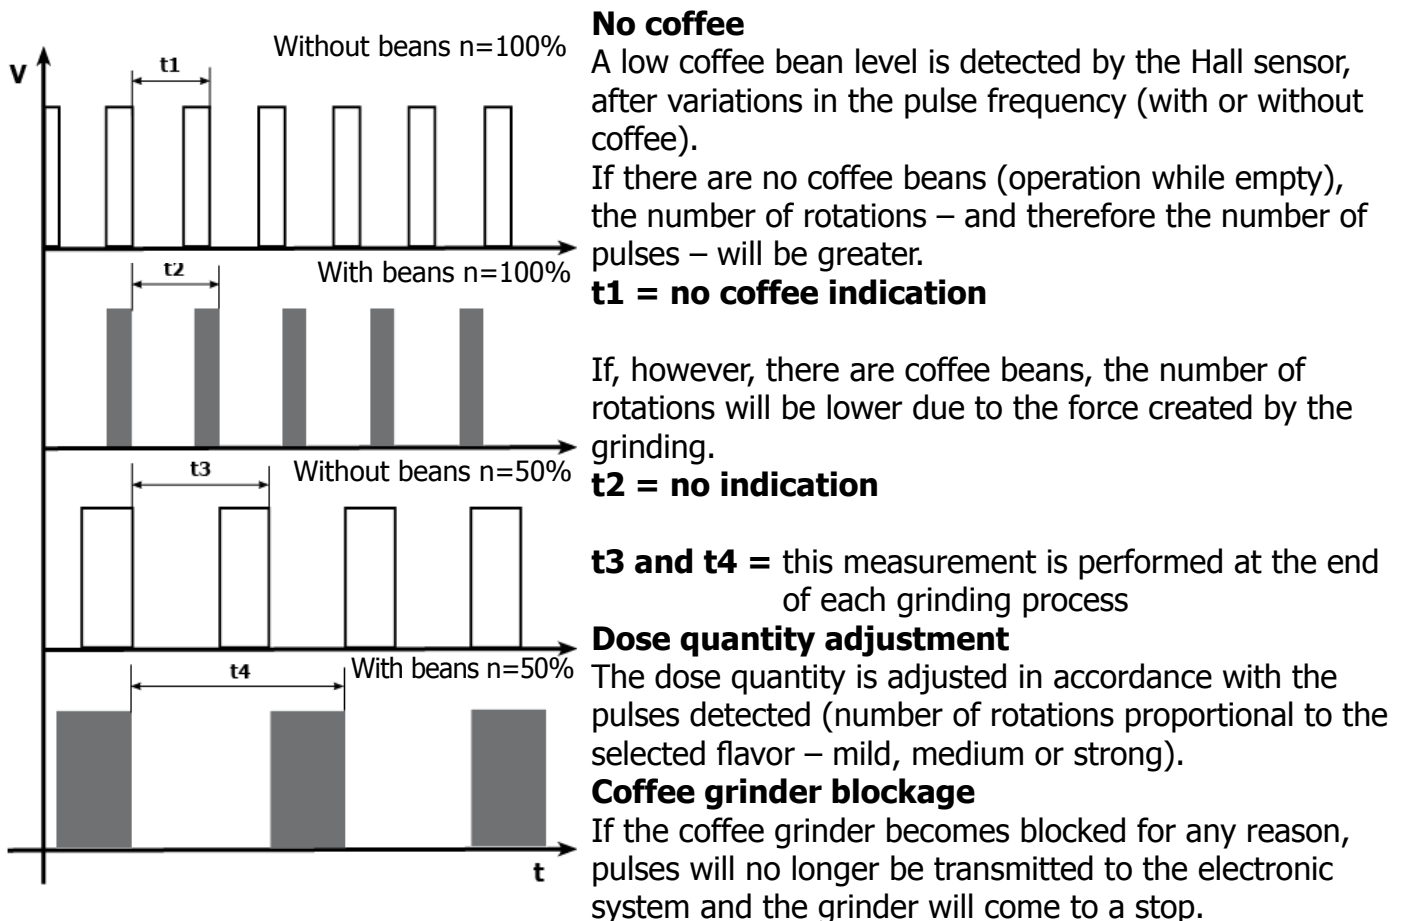 V
Without beans n=100%
t1
With beans n=100%
t2
Without beans n=50%
t3
With beans n=50%
t4
t
No coffee
A low coffee bean level is detected by the Hall sensor,
after variations in the pulse frequency (with or without
coffee).
If there are no coffee beans (operation while empty),
the number of rotations – and therefore the number of
pulses – will be greater.
t1 = no coffee indication
If, however, there are coffee beans, the number of
rotations will be lower due to the force created by the
grinding.
t2 = no indication
t3 and t4 = this measurement is performed at the end
of each grinding process
Dose quantity adjustment
The dose quantity is adjusted in accordance with the
pulses detected (number of rotations proportional to the
selected flavor – mild, medium or strong).
Coffee grinder blockage
If the coffee grinder becomes blocked for any reason,
pulses will no longer be transmitted to the electronic
system and the grinder will come to a stop.